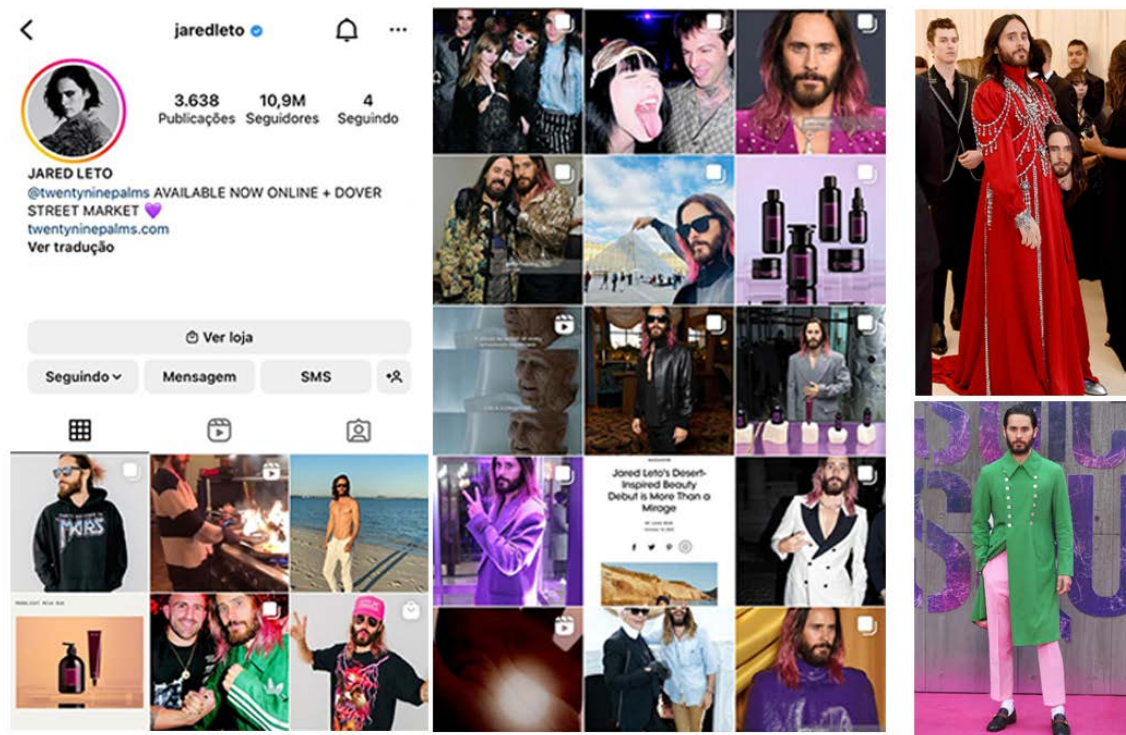 jaredleto
3.638
Publicações
10,9M
Seguidores
4
Seguindo
JARED LETO
@twentyninepalms AVAILABLE NOW ONLINE + DOVER
STREET MARKET 💜
twentyninepalms.com
Ver tradução
Ver loja
Seguindo
Mensagem
SMS
MARS
Jared Leto's Desert-
Inspired Beauty
Debut is More Than a
Mirage